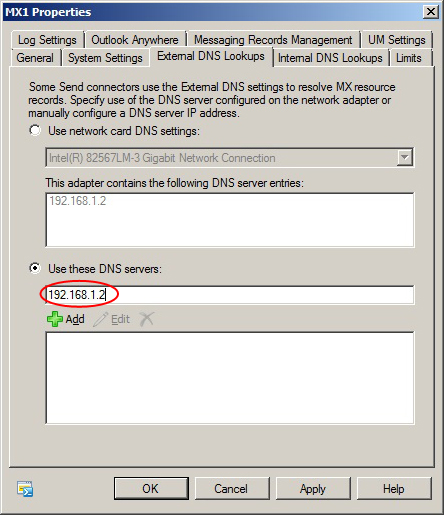 MX1 Properties
Log Settings Outlook Anywhere Messaging Records Management UM Settings
General System Settings External DNS Lookups Internal DNS Lookups Limits
Some Send connectors use the External DNS settings to resolve MX resource
records. Specify use of the DNS server configured on the network adapter or
manually configure a DNS server IP address.
Use network card DNS settings:
Intel(R) 82567LM-3 Gigabit Network Connection
This adapter contains the following DNS server entries:
192.168.1.2
Use these DNS servers:
192.168.1.2
Add Edit
OK Cancel Apply Help